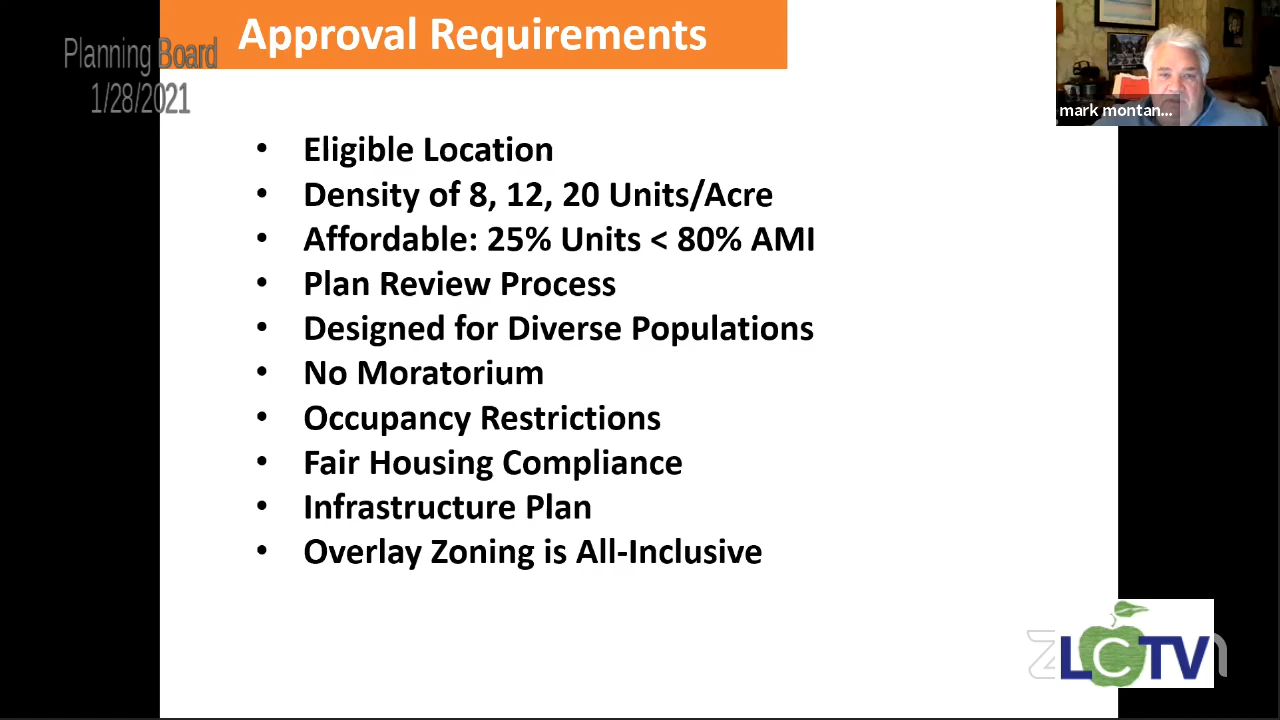 Approval Requirements
Planning Board
1/28/2021
mark montan...
• Eligible Location
• Density of 8, 12, 20 Units/Acre
• Affordable: 25% Units < 80% AMI
• Plan Review Process
• Designed for Diverse Populations
• No Moratorium
• Occupancy Restrictions
• Fair Housing Compliance
• Infrastructure Plan
• Overlay Zoning is All-Inclusive
LCTV